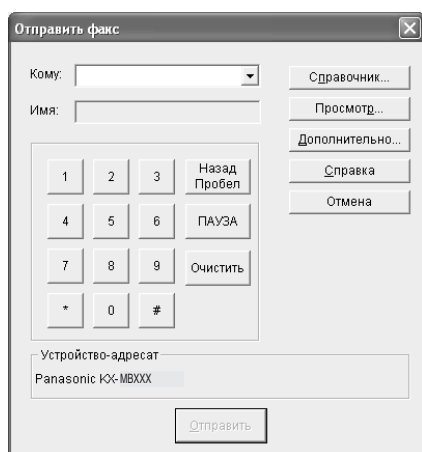 Отправить факс
Кому:
Справочник...
Имя:
Просмотр...
Дополнительно...
1 2 3 Назад
Пробел
Справка
4 5 6 ПАУЗА
Отмена
7 8 9 Очистить
* 0 #
Устройство-адресат
Panasonic KX-MBXXX
Отправить